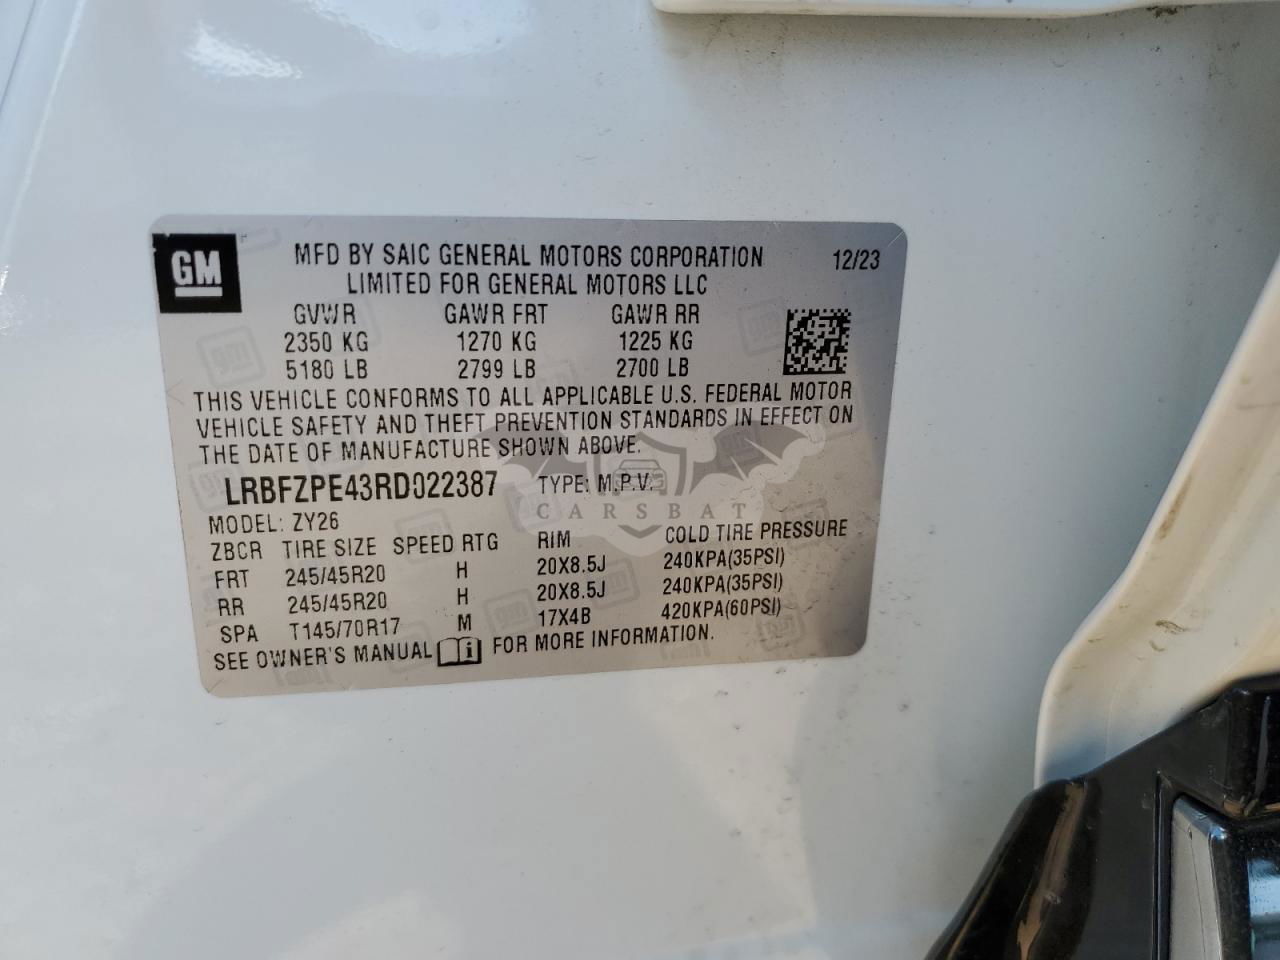 GM
MFD BY SAIC GENERAL MOTORS CORPORATION 12/23
LIMITED FOR GENERAL MOTORS LLC
GVWR GAWR FRT GAWR RR
2350 KG 1270 KG 1225 KG
5180 LB 2799 LB 2700 LB
THIS VEHICLE CONFORMS TO ALL APPLICABLE U.S. FEDERAL MOTOR
VEHICLE SAFETY AND THEFT PREVENTION STANDARDS IN EFFECT ON
THE DATE OF MANUFACTURE SHOWN ABOVE.
LRBFZPE43RD022387 TYPE: M.P.V.
CARSBAT
MODEL: ZY26
ZBCR TIRE SIZE SPEED RTG RIM COLD TIRE PRESSURE
FRT 245/45R20 H 20X8.5J 240KPA(35PSI)
RR 245/45R20 H 20X8.5J 240KPA(35PSI)
SPA T145/70R17 M 17X4B 420KPA(60PSI)
SEE OWNER'S MANUAL i FOR MORE INFORMATION.